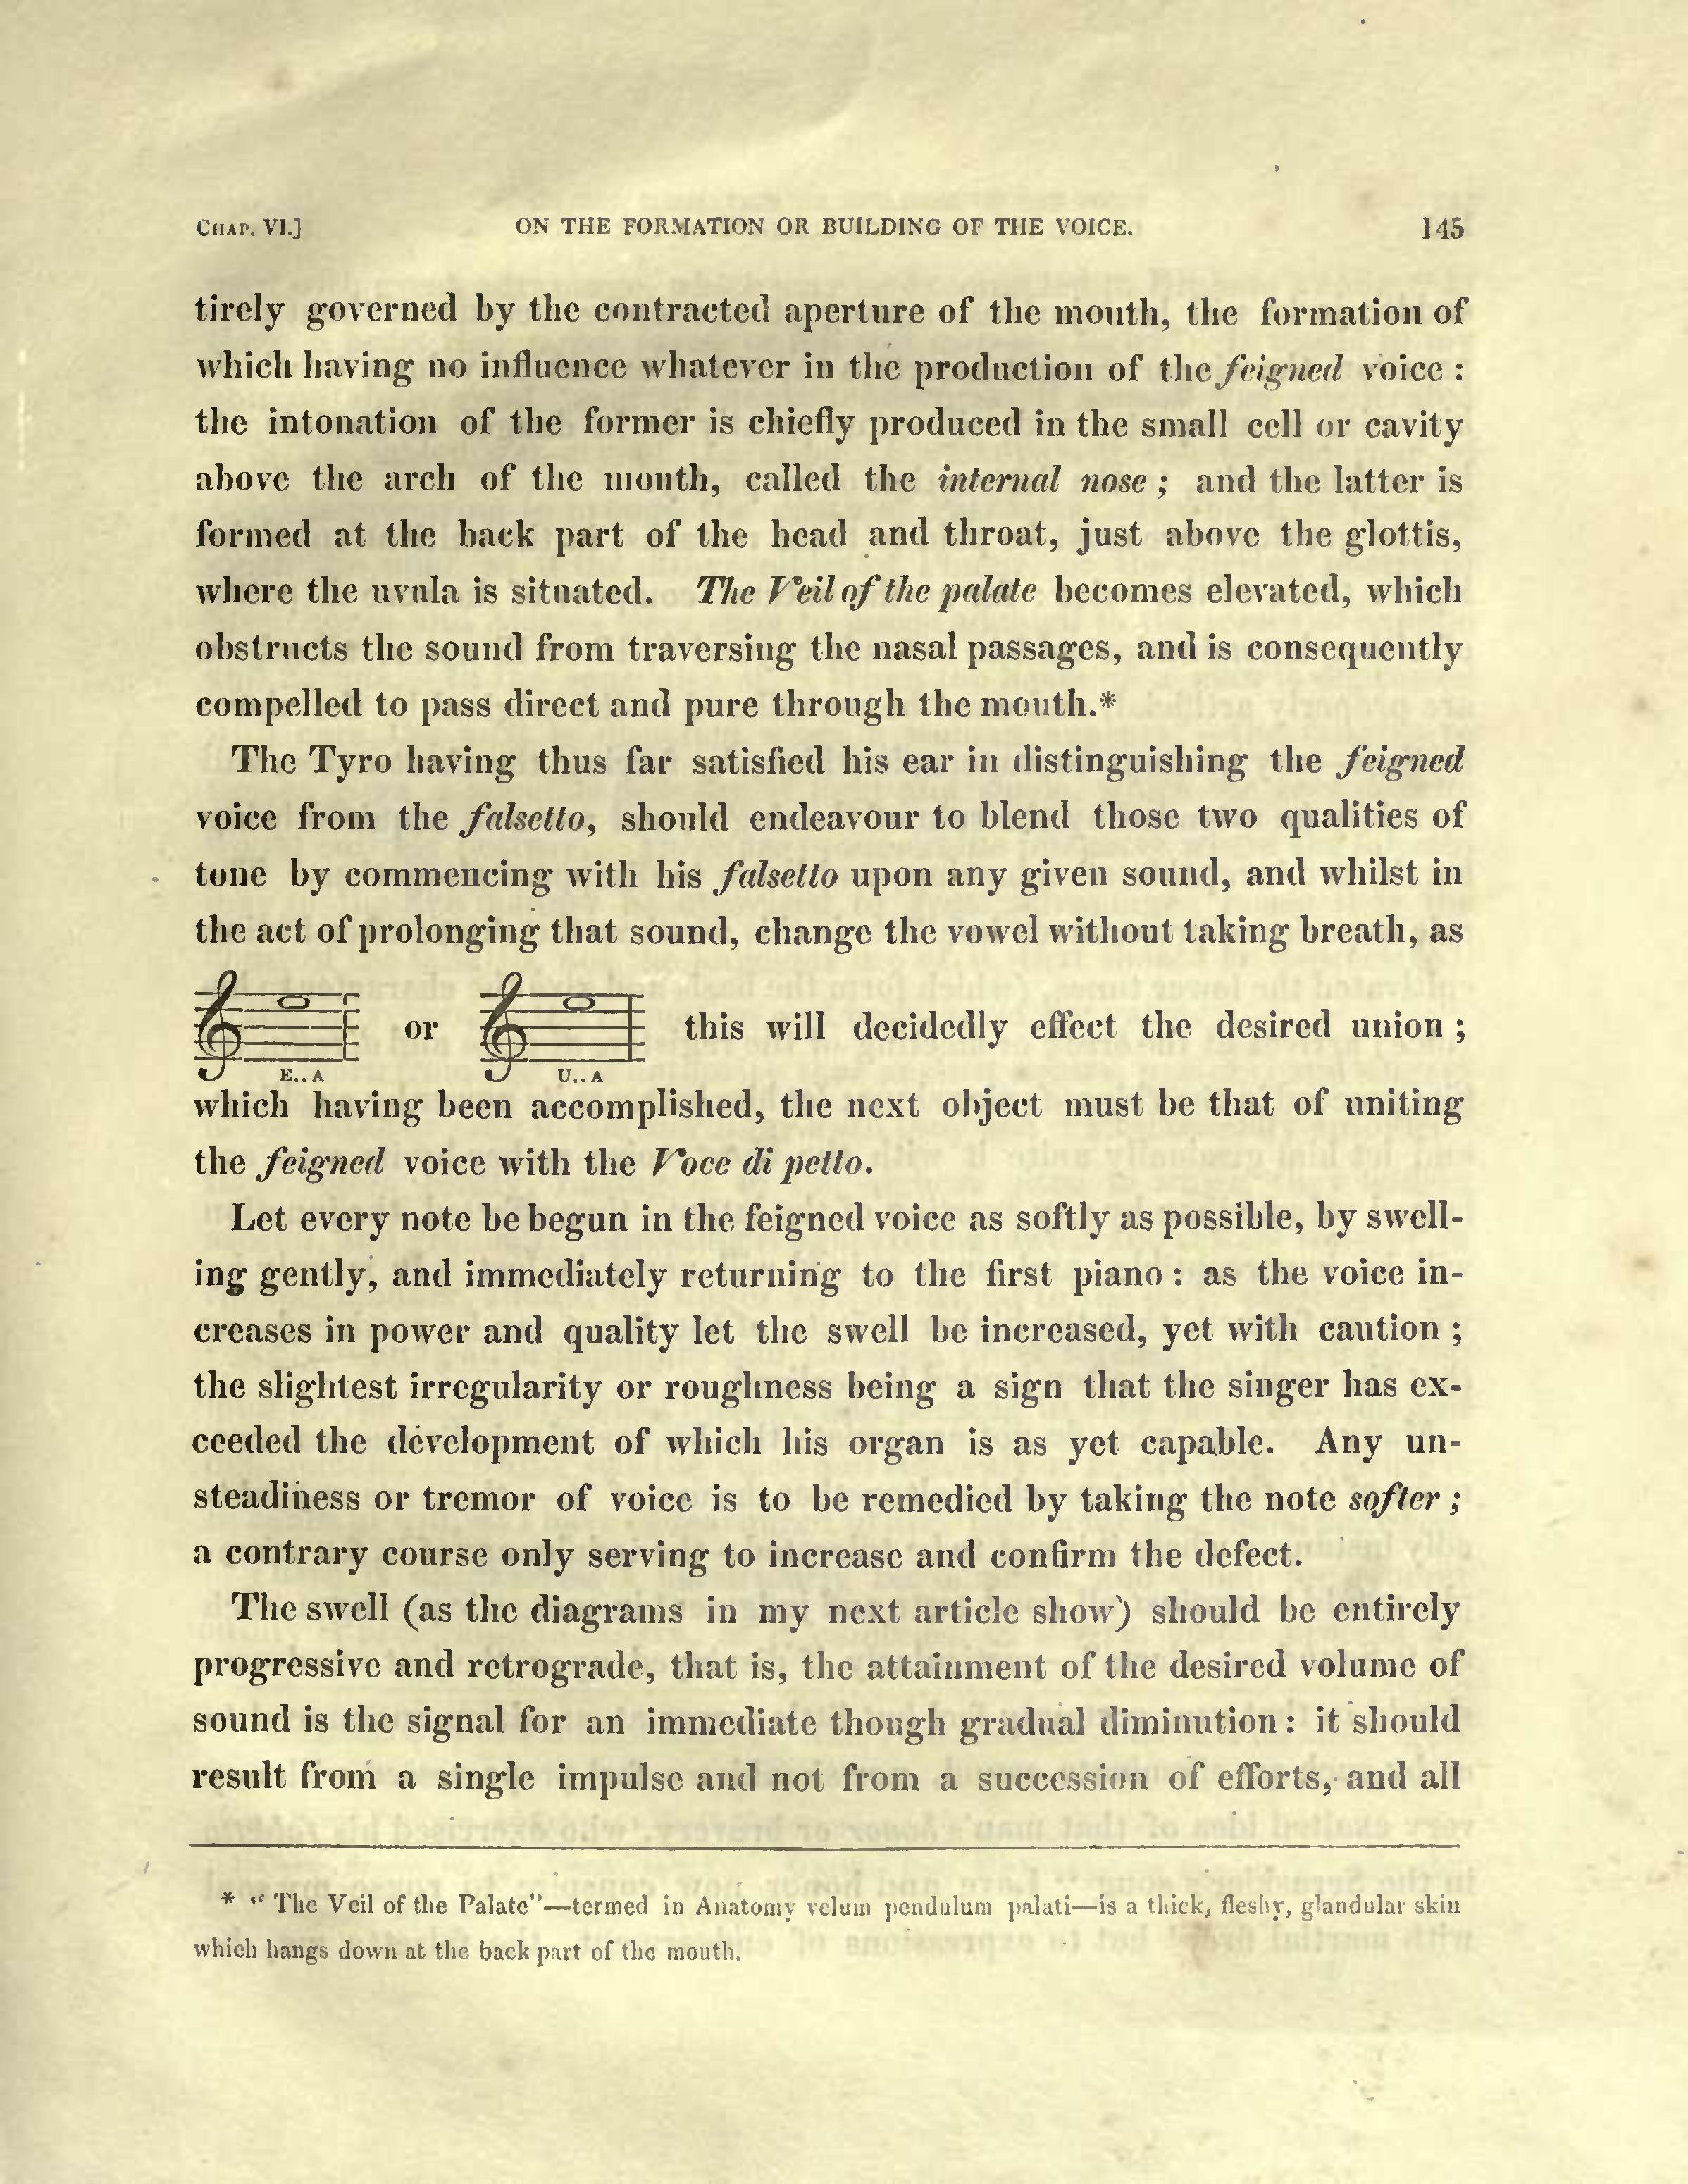 CHAP. VI.] ON THE FORMATION OR BUILDING OF THE VOICE. 145
tirely governed by the contracted aperture of the mouth, the formation of
which having no influence whatever in the production of the feigned voice :
the intonation of the former is chiefly produced in the small cell or cavity
above the arch of the mouth, called the internal nose ; and the latter is
formed at the back part of the head and throat, just above the glottis,
where the uvula is situated. The Veil of the palate becomes elevated, which
obstructs the sound from traversing the nasal passages, and is consequently
compelled to pass direct and pure through the mouth.*
The Tyro having thus far satisfied his ear in distinguishing the feigned
voice from the falsetto, should endeavour to blend those two qualities of
tone by commencing with his falsetto upon any given sound, and whilst in
the act of prolonging that sound, change the vowel without taking breath, as
or this will decidedly effect the desired union ;
E..A U..A
which having been accomplished, the next object must be that of uniting
the feigned voice with the Voce di petto.
Let every note be begun in the feigned voice as softly as possible, by swell-
ing gently, and immediately returning to the first piano : as the voice in-
creases in power and quality let the swell be increased, yet with caution ;
the slightest irregularity or roughness being a sign that the singer has ex-
ceeded the development of which his organ is as yet capable. Any un-
steadiness or tremor of voice is to be remedied by taking the note softer ;
a contrary course only serving to increase and confirm the defect.
The swell (as the diagrams in my next article show) should be entirely
progressive and retrograde, that is, the attainment of the desired volume of
sound is the signal for an immediate though gradual diminution : it should
result from a single impulse and not from a succession of efforts, and all
* "The Veil of the Palate"—termed in Anatomy velum pendulum palati—is a thick, fleshy, glandular skin
which hangs down at the back part of the mouth.